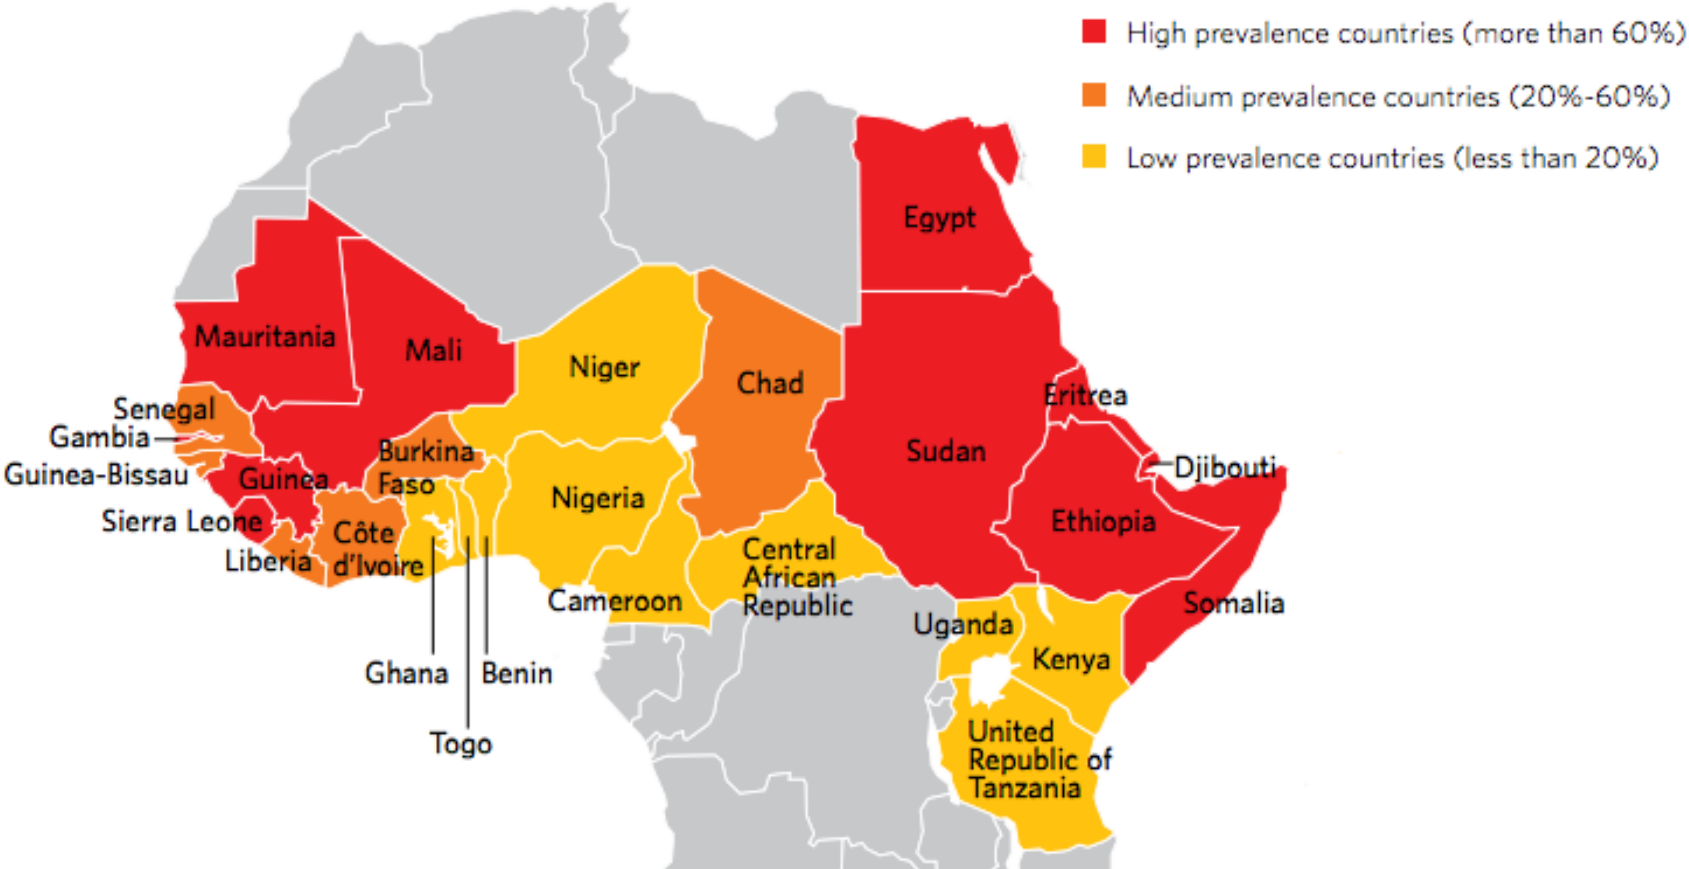 High prevalence countries (more than 60%)
Medium prevalence countries (20%-60%)
Low prevalence countries (less than 20%)
Egypt
Mauritania
Mali
Niger
Chad
Eritrea
Senegal
Gambia
Burkina
Faso
Sudan
Djibouti
Guinea-Bissau
Guinea
Nigeria
Sierra Leone
Côte
d'Ivoire
Ethiopia
Liberia
Central
African
Republic
Cameroon
Somalia
Uganda
Kenya
Ghana
Benin
Togo
United
Republic of
Tanzania